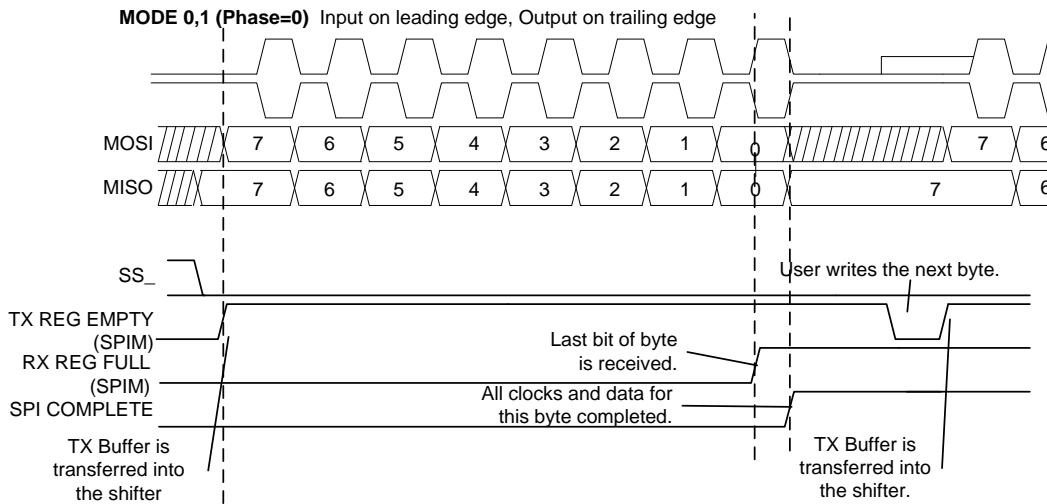 MODE 0,1 (Phase=0) Input on leading edge, Output on trailing edge
MOSI 7 6 5 4 3 2 1 0 7 6
MISO 7 6 5 4 3 2 1 0 7 6
SS_
User writes the next byte.
TX REG EMPTY
(SPIM)
Last bit of byte
is received.
RX REG FULL
(SPIM)
All clocks and data for
this byte completed.
SPI COMPLETE
TX Buffer is
transferred into
the shifter
TX Buffer is
transferred into
the shifter.